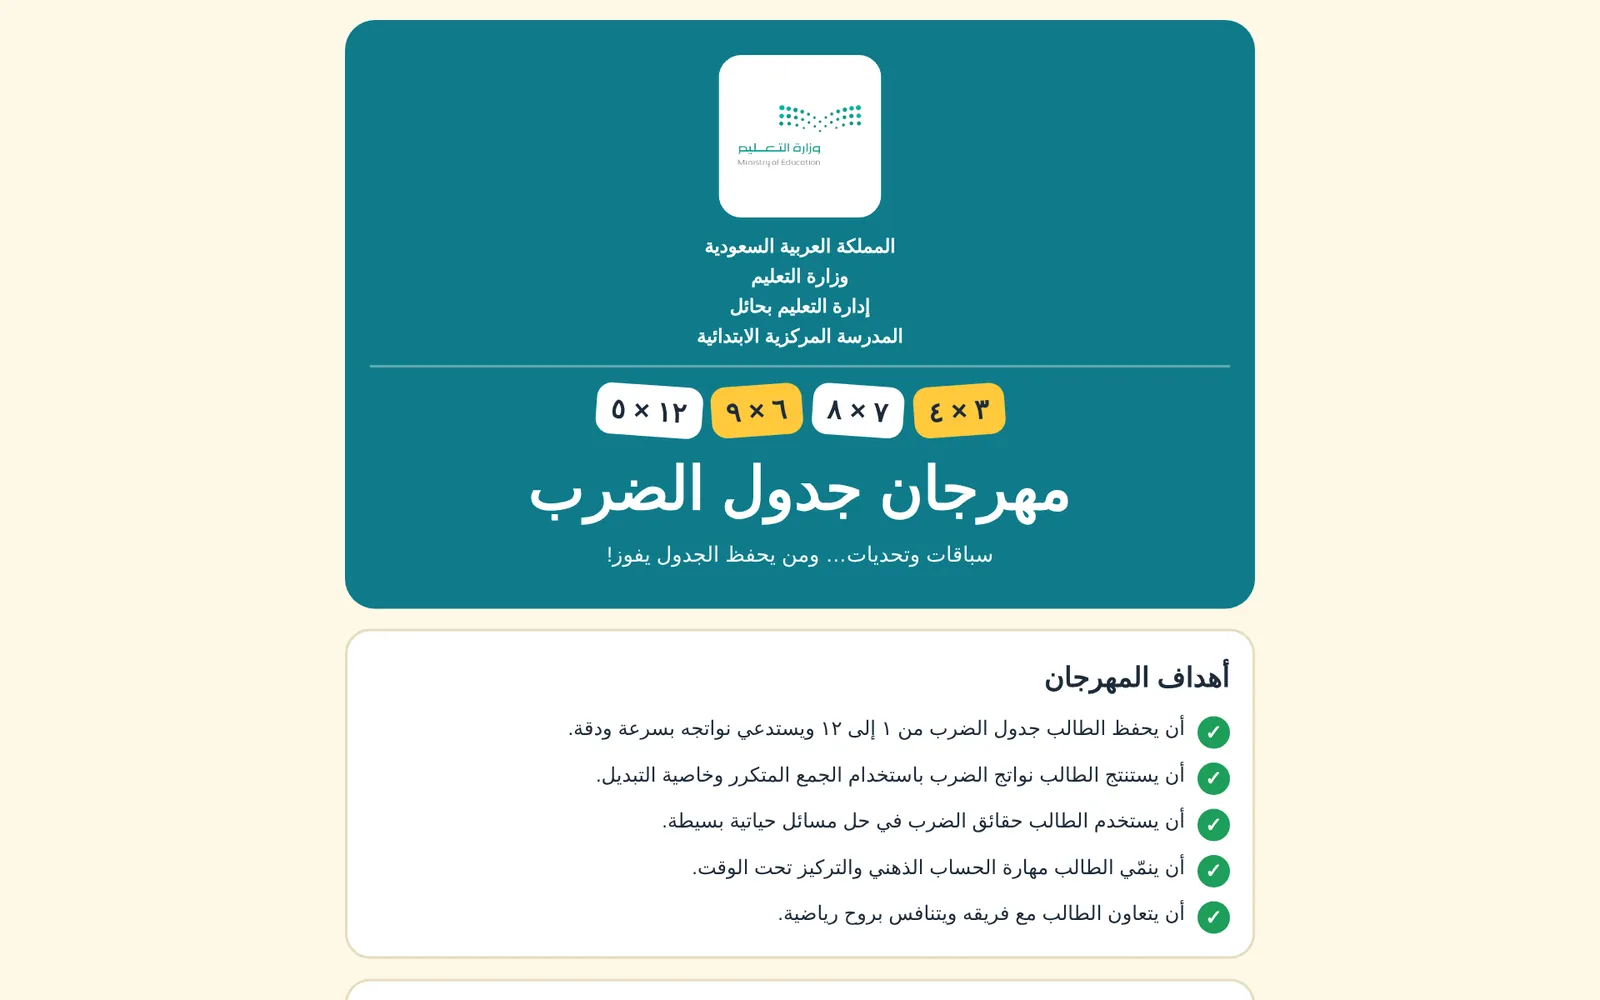 وزارة التعـــليم
Ministry of Education
المملكة العربية السعودية
وزارة التعليم
إدارة التعليم بحائل
المدرسة المركزية الابتدائية
٣ × ٤
٧ × ٨
٦ × ٩
١٢ × ٥
مهرجان جدول الضرب
سباقات وتحديات... ومن يحفظ الجدول يفوز!
أهداف المهرجان
✓ أن يحفظ الطالب جدول الضرب من ١ إلى ١٢ ويستدعي نواتجه بسرعة ودقة.
✓ أن يستنتج الطالب نواتج الضرب باستخدام الجمع المتكرر وخاصية التبديل.
✓ أن يستخدم الطالب حقائق الضرب في حل مسائل حياتية بسيطة.
✓ أن ينمّي الطالب مهارة الحساب الذهني والتركيز تحت الوقت.
✓ أن يتعاون الطالب مع فريقه ويتنافس بروح رياضية.